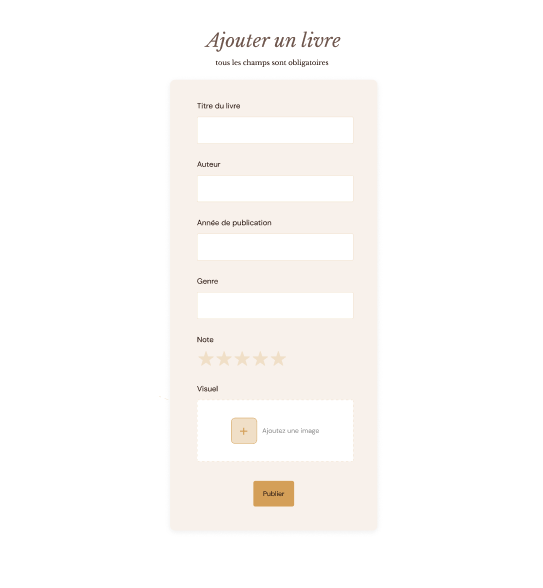 Ajouter un livre
tous les champs sont obligatoires
Titre du livre
Auteur
Année de publication
Genre
Note
Visuel
+ Ajoutez une image
Publier